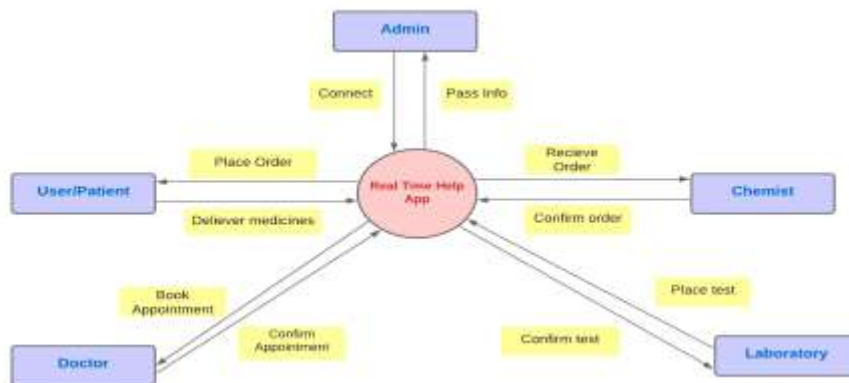 Admin
Connect
Pass Info
Place Order
Recieve
Order
User/Patient
Real Time Help
App
Chemist
Deliever medicines
Confirm order
Book
Appointment
Place test
Confirm
Appointment
Confirm test
Doctor
Laboratory